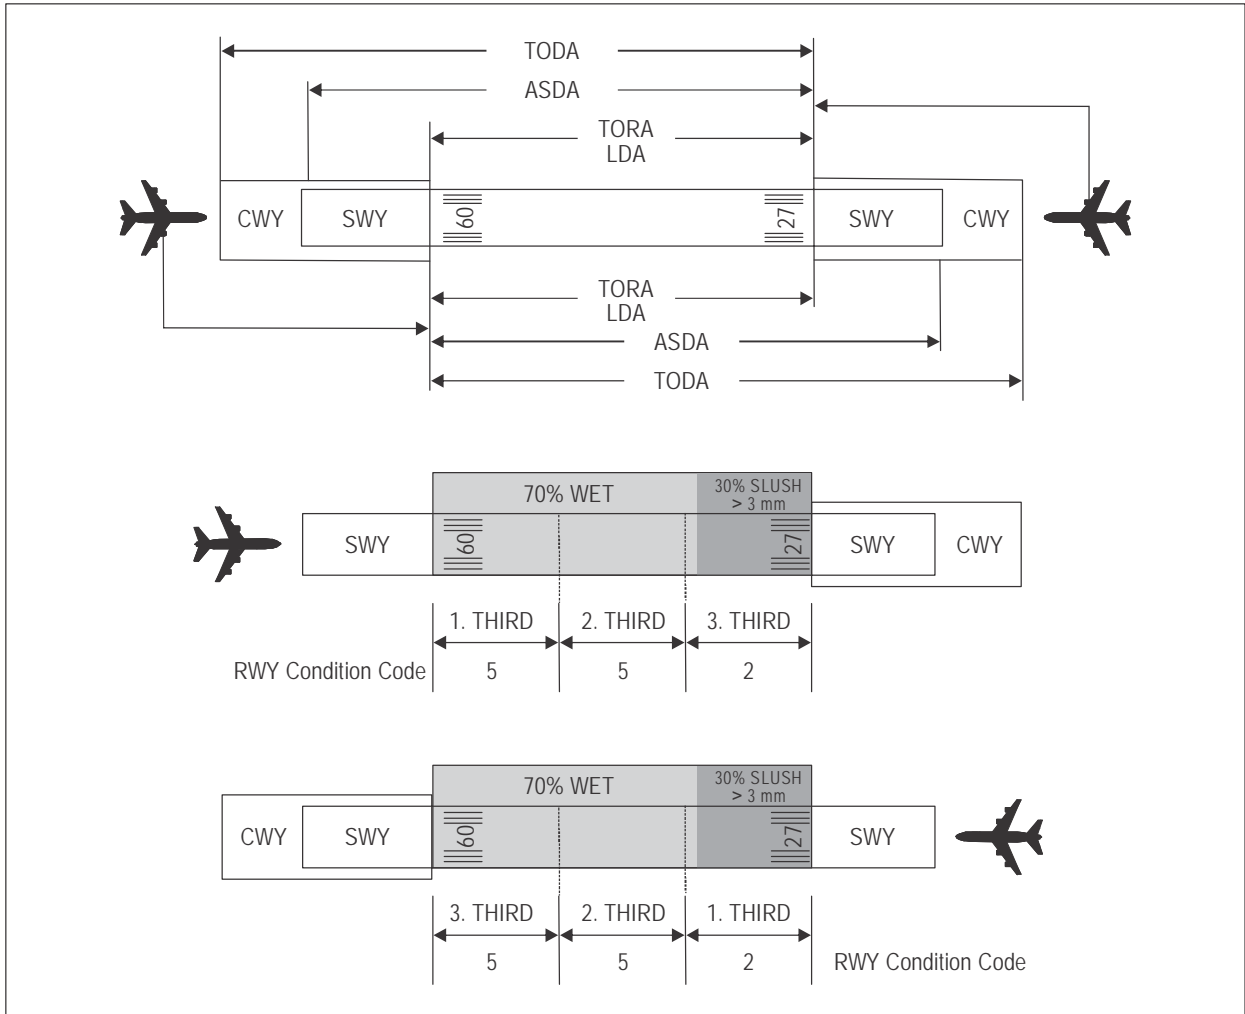 TODA
ASDA
TORA
LDA
CWY
SWY
09
27
SWY
CWY
TORA
LDA
ASDA
TODA
70% WET
30% SLUSH
> 3 mm
SWY
09
27
SWY
CWY
1. THIRD
2. THIRD
3. THIRD
RWY Condition Code
5
5
2
70% WET
30% SLUSH
> 3 mm
CWY
SWY
09
27
SWY
3. THIRD
2. THIRD
1. THIRD
5
5
2
RWY Condition Code